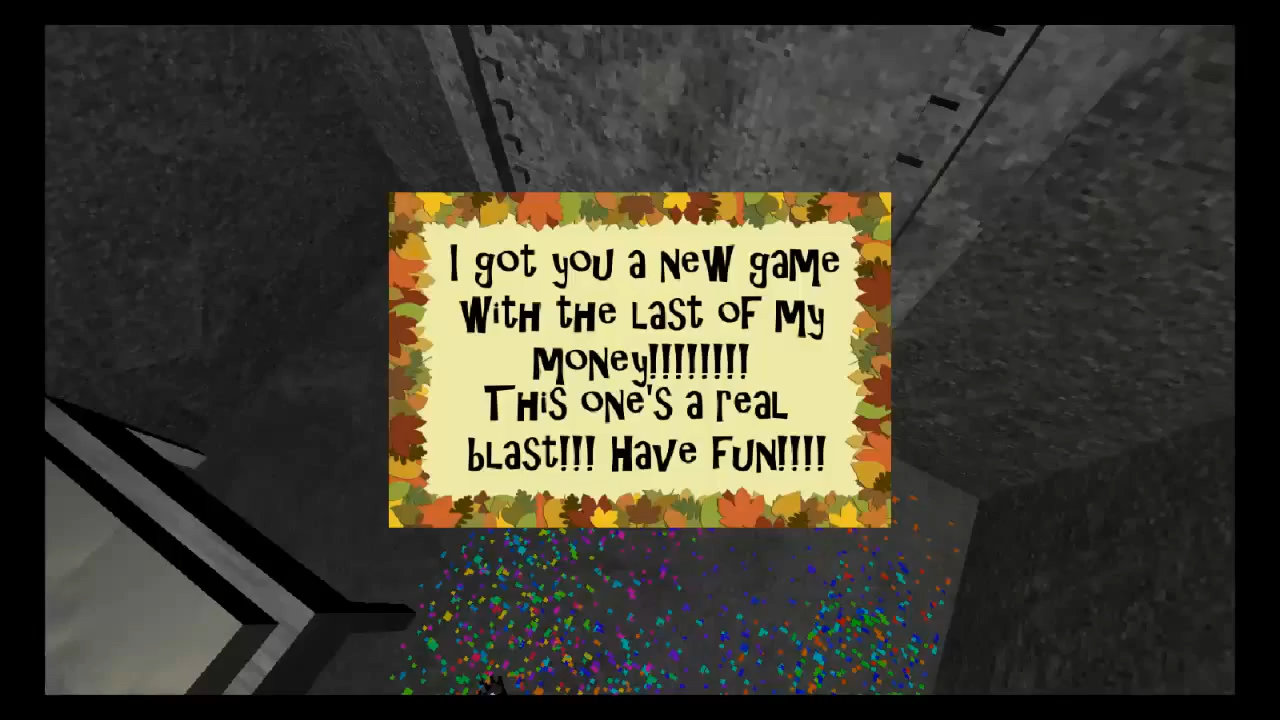 I got you a new game
with the last of my
money!!!!!!!!
This one's a real
blast!!! Have fun!!!!